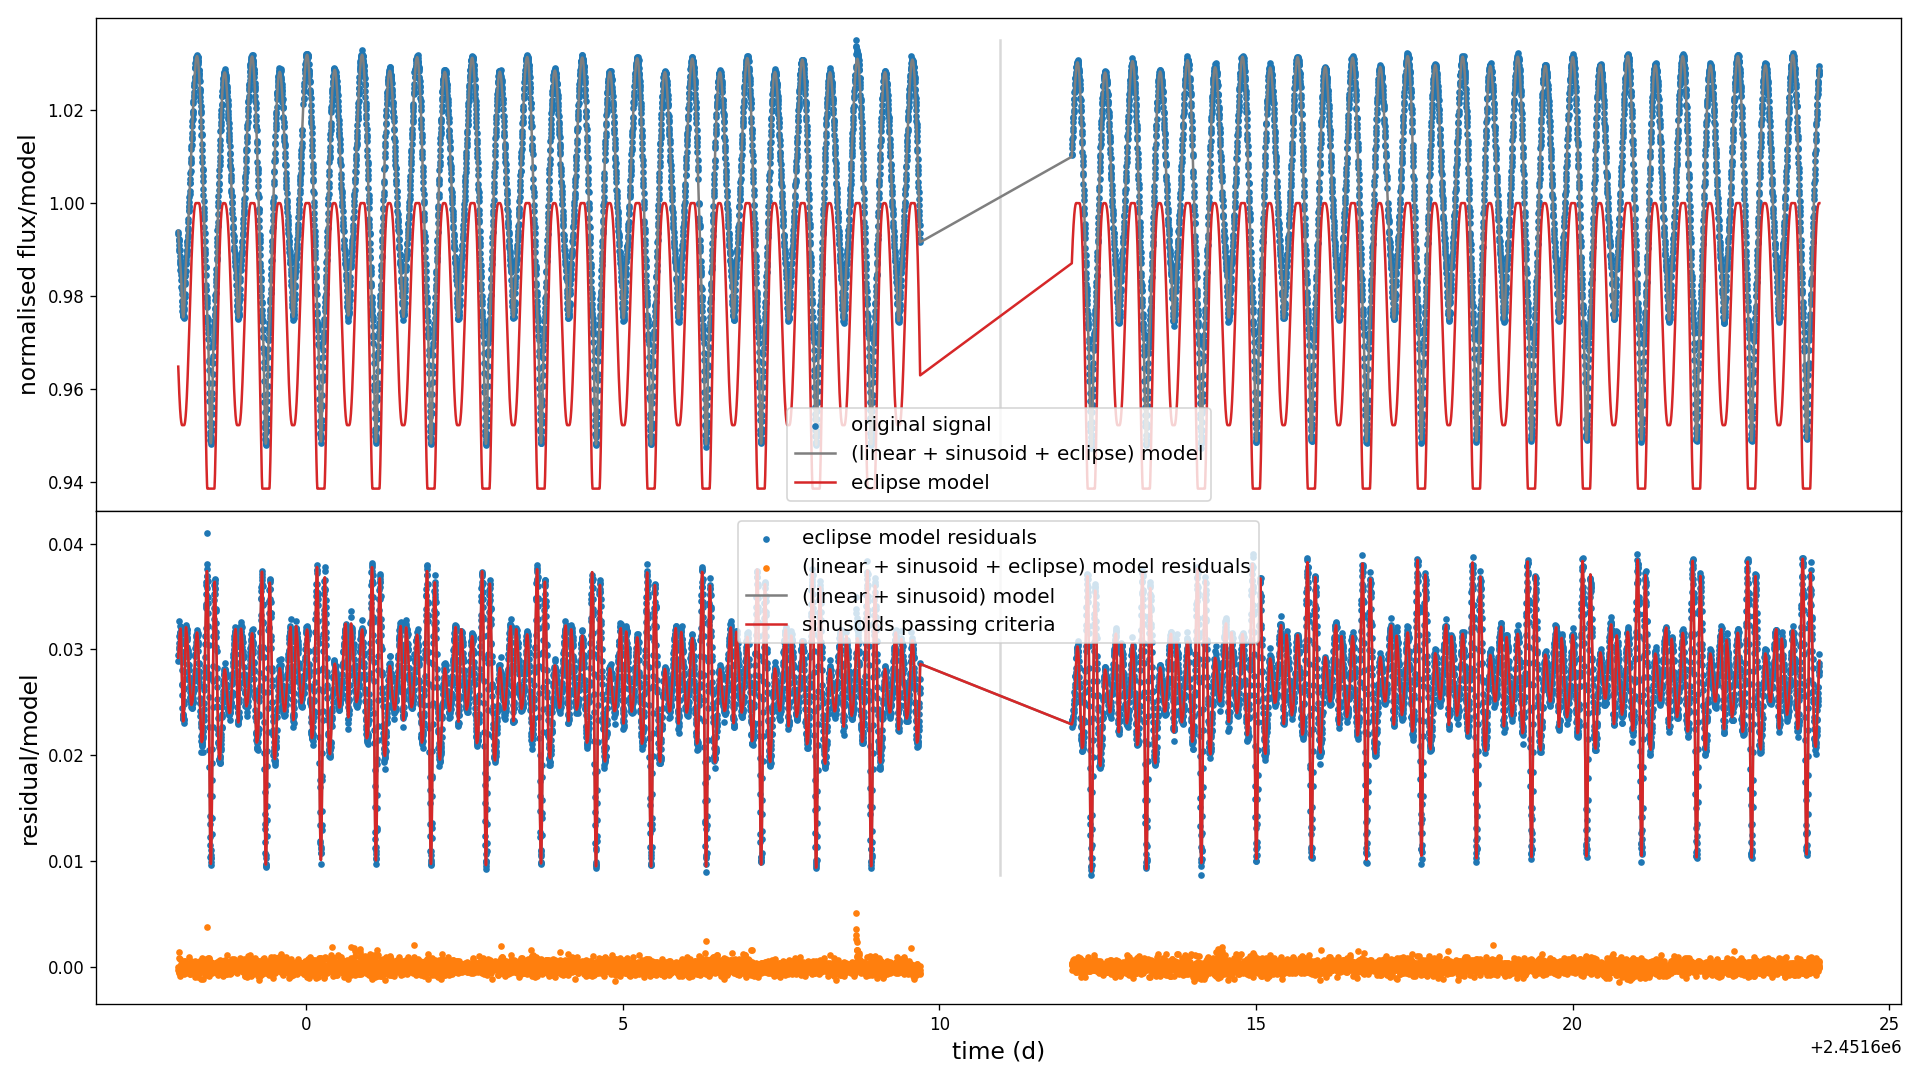 normalised flux/model
1.02
1.00
0.98
0.96
0.94
original signal
(linear + sinusoid + eclipse) model
eclipse model
residual/model
0.04
0.03
0.02
0.01
0.00
eclipse model residuals
(linear + sinusoid + eclipse) model residuals
(linear + sinusoid) model
sinusoids passing criteria
0 5 10 15 20 25
time (d)
+2.4516e6